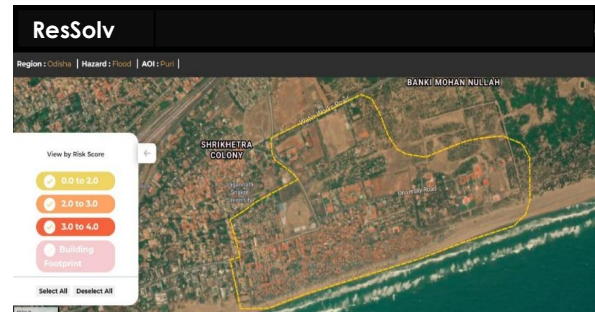 ResSolv
Region : Odisha | Hazard : Flood | AOI : Puri |
BANKI MOHAN NULLAH
SHRIKHETRA
COLONY
View by Risk Score
0.0 to 2.0
2.0 to 3.0
3.0 to 4.0
Building
Footprint
Select All Deselect All